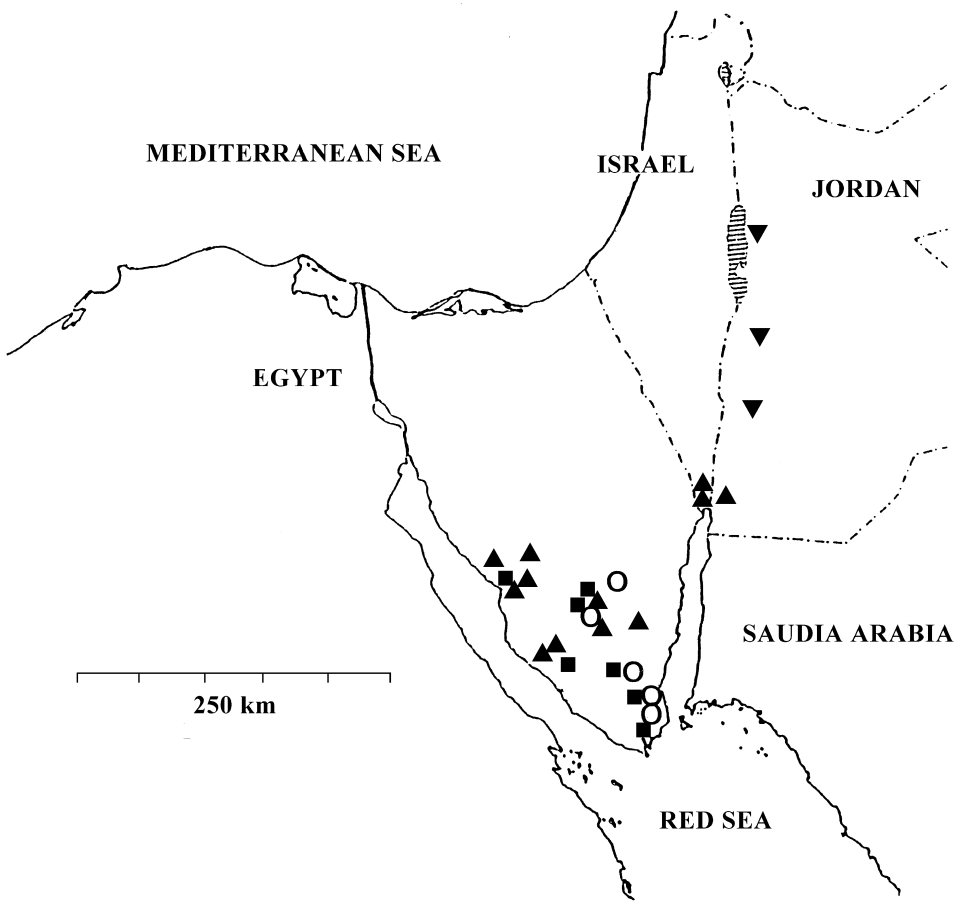 MEDITERRANEAN SEA
ISRAEL
JORDAN
EGYPT
SAUDIA ARABIA
250 km
RED SEA